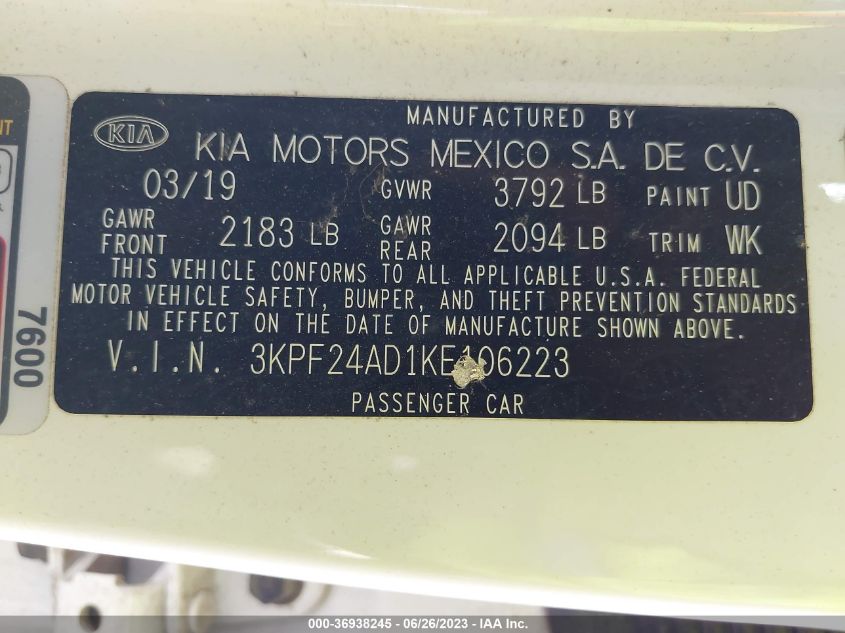 MANUFACTURED BY
KIA
KIA MOTORS MEXICO S.A. DE C.V.
03/19 GVWR 3792 LB PAINT UD
GAWR FRONT 2183 LB GAWR REAR 2094 LB TRIM WK
THIS VEHICLE CONFORMS TO ALL APPLICABLE U.S.A. FEDERAL
MOTOR VEHICLE SAFETY, BUMPER, AND THEFT PREVENTION STANDARDS
IN EFFECT ON THE DATE OF MANUFACTURE SHOWN ABOVE.
V.I.N. 3KPF24AD1KE106223
PASSENGER CAR
7600
000-36938245 - 06/26/2023 - IAA Inc.